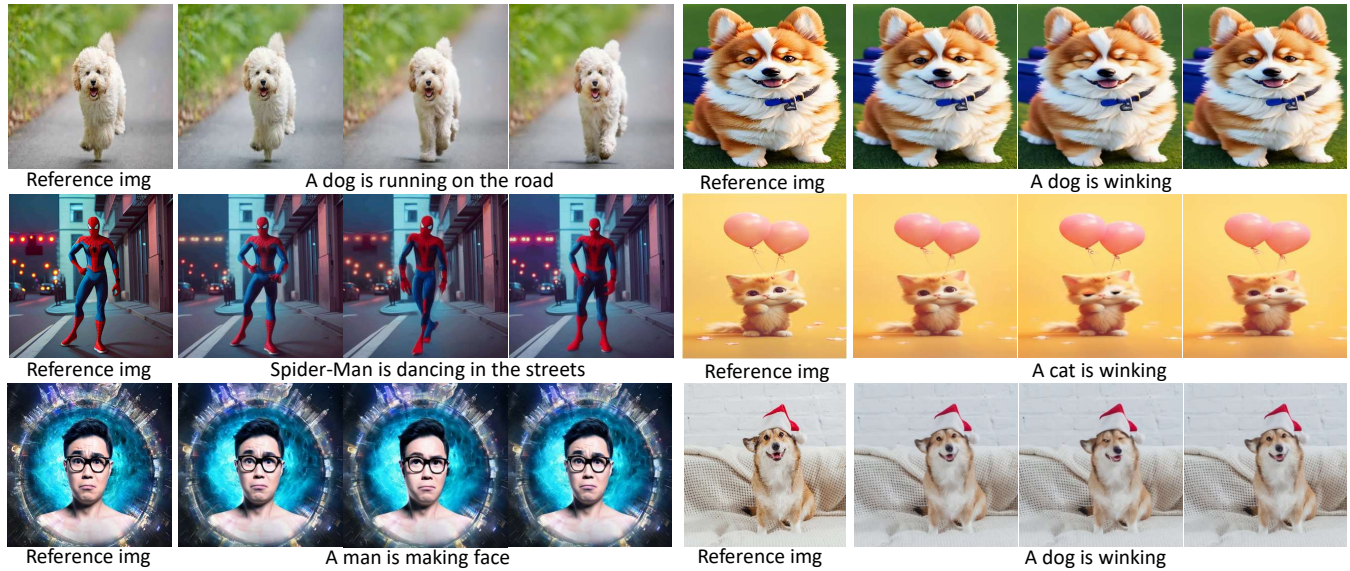 Reference img
A dog is running on the road
Reference img
A dog is winking
Reference img
Spider-Man is dancing in the streets
Reference img
A cat is winking
Reference img
A man is making face
Reference img
A dog is winking